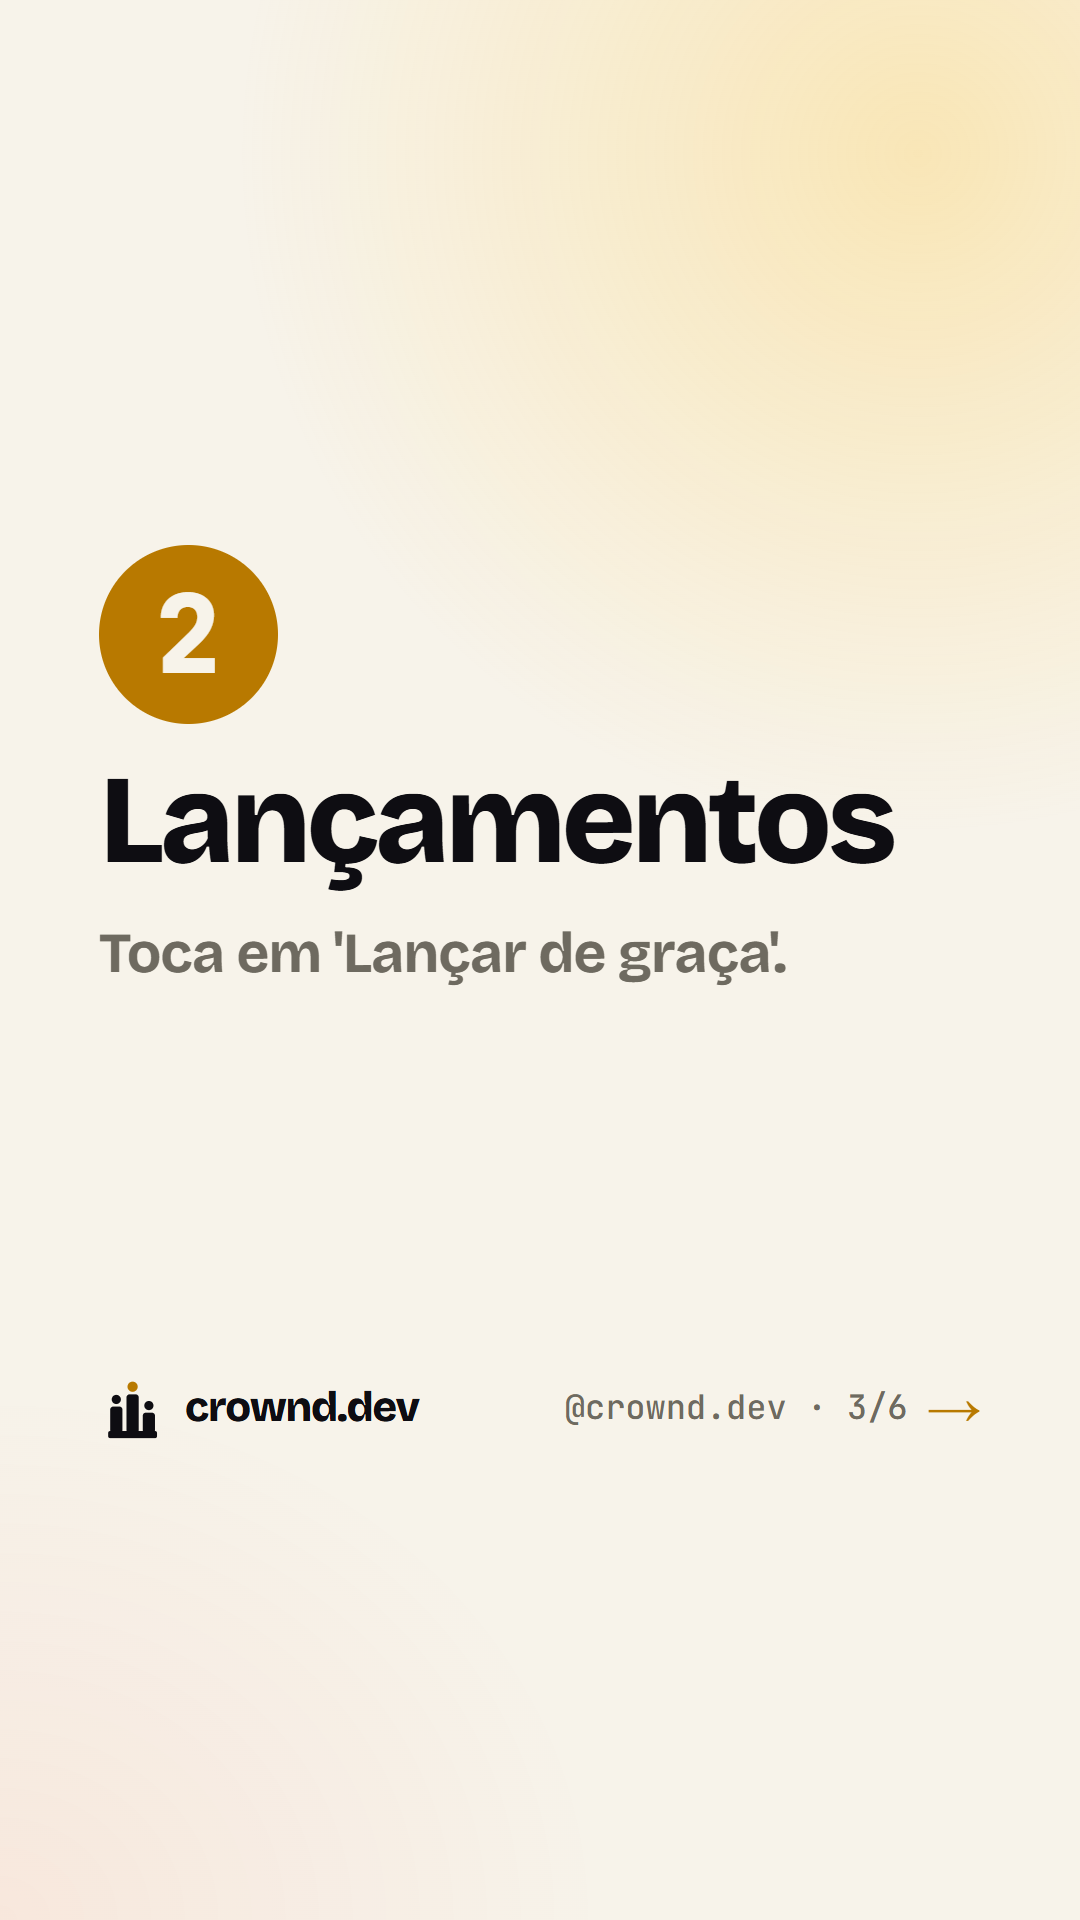 2
Lançamentos
Toca em 'Lançar de graça'.
crownd.dev
@crownd.dev · 3/6 →